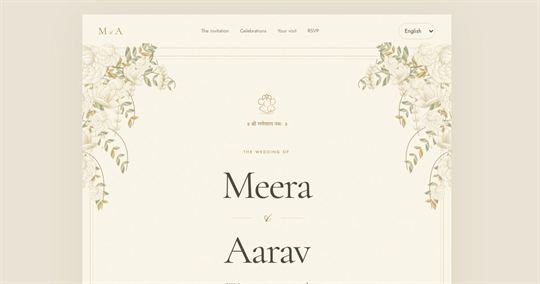 M & A The invitation Celebrations Your visit RSVP English
॥ श्री गणेशाय नमः ॥
THE WEDDING OF
Meera
&
Aarav